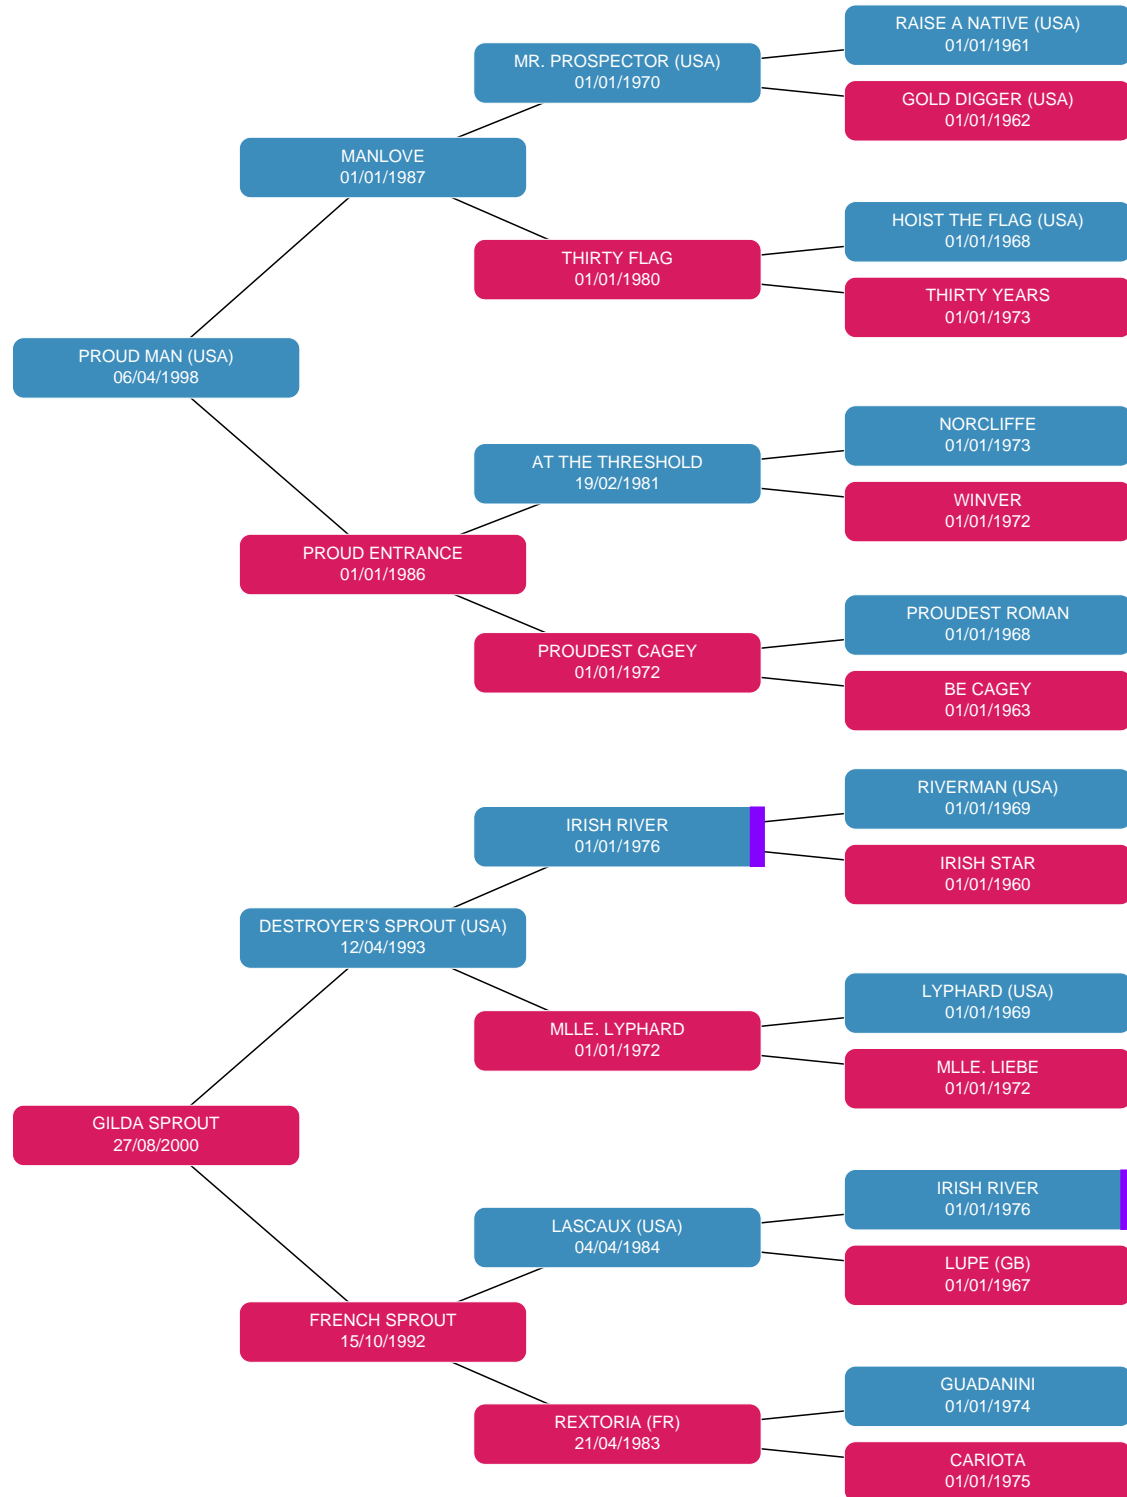 RAISE A NATIVE (USA)
01/01/1961
MR. PROSPECTOR (USA)
01/01/1970
GOLD DIGGER (USA)
01/01/1962
MANLOVE
01/01/1987
HOIST THE FLAG (USA)
01/01/1968
THIRTY FLAG
01/01/1980
THIRTY YEARS
01/01/1973
PROUD MAN (USA)
06/04/1998
NORCLIFFE
01/01/1973
AT THE THRESHOLD
19/02/1981
WINVER
01/01/1972
PROUD ENTRANCE
01/01/1986
PROUDEST ROMAN
01/01/1968
PROUDEST CAGEY
01/01/1972
BE CAGEY
01/01/1963
RIVERMAN (USA)
01/01/1969
IRISH RIVER
01/01/1976
IRISH STAR
01/01/1960
DESTROYER'S SPROUT (USA)
12/04/1993
LYPHARD (USA)
01/01/1969
MLLE. LYPHARD
01/01/1972
MLLE. LIEBE
01/01/1972
GILDA SPROUT
27/08/2000
IRISH RIVER
01/01/1976
LASCAUX (USA)
04/04/1984
LUPE (GB)
01/01/1967
FRENCH SPROUT
15/10/1992
GUADANINI
01/01/1974
REXTORIA (FR)
21/04/1983
CARIOTA
01/01/1975